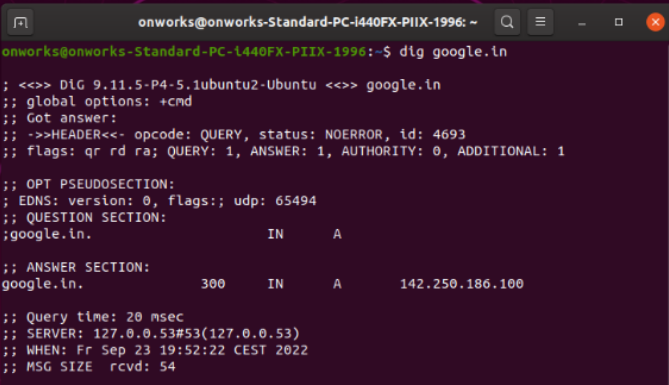 onworks@onworks-Standard-PC-i440FX-PIIX-1996: ~
onworks@onworks-Standard-PC-i440FX-PIIX-1996:~$ dig google.in
; <<>> DiG 9.11.5-P4-5.1ubuntu2-Ubuntu <<>> google.in
;; global options: +cmd
;; Got answer:
;; ->>HEADER<<- opcode: QUERY, status: NOERROR, id: 4693
;; flags: qr rd ra; QUERY: 1, ANSWER: 1, AUTHORITY: 0, ADDITIONAL: 1
;; OPT PSEUDOSECTION:
; EDNS: version: 0, flags:; udp: 65494
;; QUESTION SECTION:
;google.in. IN A
;; ANSWER SECTION:
google.in. 300 IN A 142.250.186.100
;; Query time: 20 msec
;; SERVER: 127.0.0.53#53(127.0.0.53)
;; WHEN: Fr Sep 23 19:52:22 CEST 2022
;; MSG SIZE  rcvd: 54